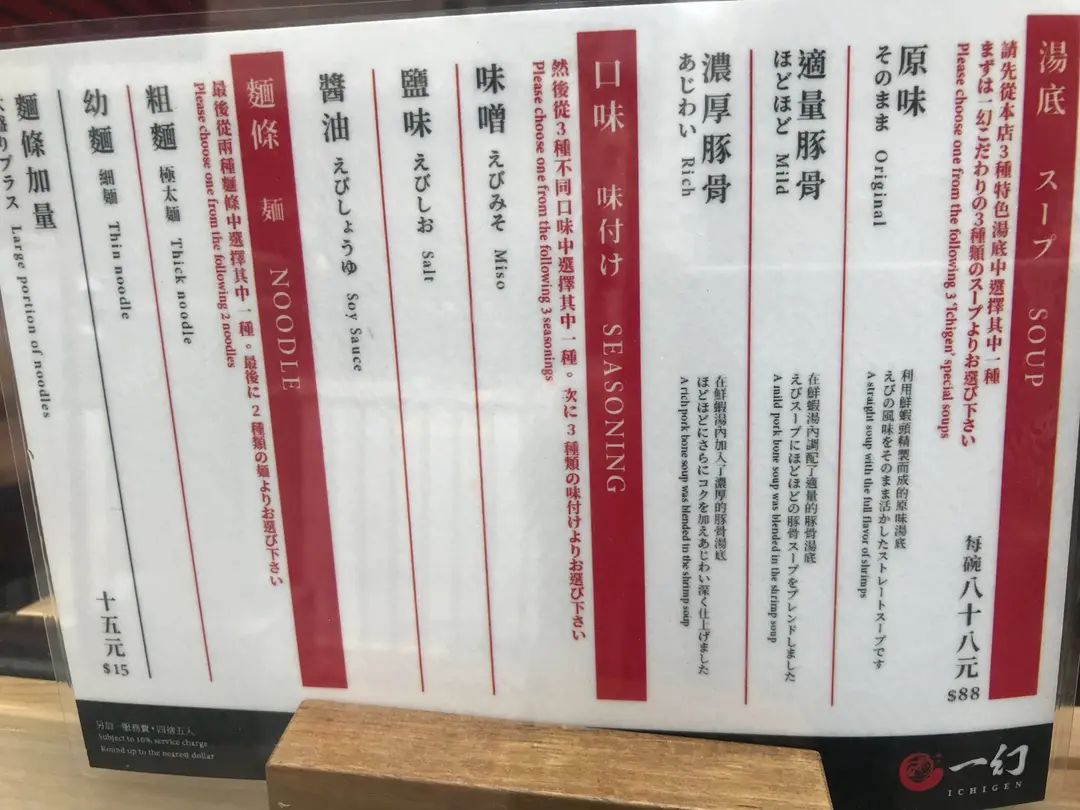 湯底 スープ SOUP
請先從本店3種特色湯底中選擇其中一種
まずは一幻こだわりの3種類のスープよりお選び下さい
Please choose one from the following 3 'Ichigen' special soups
每碗八十八元
$88
原味
そのまま Original
利用鮮蝦頭精製而成的原味湯底
えびの風味をそのまま活かしたストレートスープです
A straight soup with the full flavor of shrimps
適量豚骨
ほどほど Mild
在鮮蝦湯內調配了適量的豚骨湯底
えびスープにほどほどの豚骨スープをブレンドしました
A mild pork bone soup was blended in the shrimp soup
濃厚豚骨
あじわい Rich
在鮮蝦湯內加入了濃厚的豚骨湯底
ほどほどにさらにコクを加えあじわい深く仕上げました
A rich pork bone soup was blended in the shrimp soup
口味 味付け SEASONING
然後從3種不同口味中選擇其中一種。次に3種類の味付けよりお選び下さい
Please choose one from the following 3 seasonings
味噌 えびみそ Miso
鹽味 えびしお Salt
醬油 えびしょうゆ Soy Sauce
麵條 麺 NOODLE
最後從兩種麵條中選擇其中一種。最後に2種類の麺よりお選び下さい
Please choose one from the following 2 noodles
粗麵 極太麺 Thick noodle
幼麵 細麺 Thin noodle
麵條加量
大盛りプラス Large portion of noodles
十五元
$15
另加一服務費・四捨五入
Subject to 10% service charge
Round up to the nearest dollar
一幻
ICHIGEN